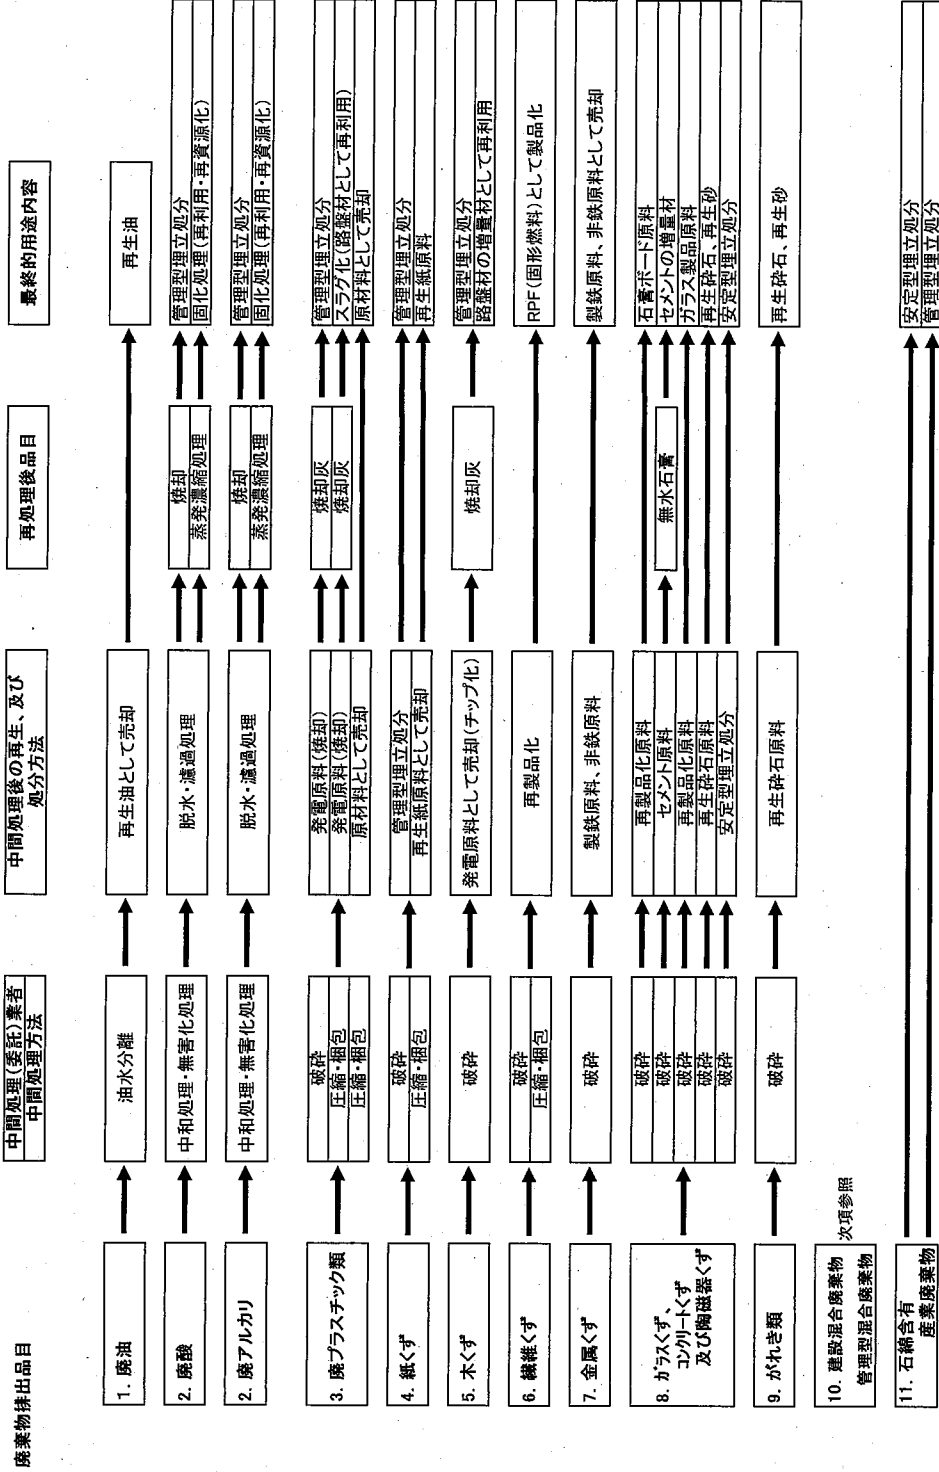 廃棄物排出品目
中間処理(委託)業者
中間処理方法
中間処理後の再生、及び
処分方法
再処理後品目
最終的用途内容
1. 廃油
油水分離
再生油として売却
再生油
2. 廃酸
中和処理・無害化処理
脱水・濾過処理
焼却
蒸発濃縮処理
管理型埋立処分
固化処理(再利用・再資源化)
2. 廃アルカリ
中和処理・無害化処理
脱水・濾過処理
焼却
蒸発濃縮処理
管理型埋立処分
固化処理(再利用・再資源化)
3. 廃プラスチック類
破砕
圧縮・梱包
圧縮・梱包
発電原料(焼却)
発電原料(焼却)
原材料として売却
焼却灰
焼却灰
管理型埋立処分
スラグ化(路盤材として再利用)
原材料として売却
4. 紙くず
破砕
圧縮・梱包
管理型埋立処分
再生紙原料として売却
管理型埋立処分
再生紙原料
5. 木くず
破砕
発電原料として売却(チップ化)
焼却灰
管理型埋立処分
路盤材の増量材として再利用
6. 繊維くず
破砕
圧縮・梱包
再製品化
RPF(固形燃料)として製品化
7. 金属くず
破砕
製鉄原料、非鉄原料
製鉄原料、非鉄原料として売却
8. ガラスくず、
コンクリートくず
及び陶磁器くず
破砕
破砕
破砕
破砕
破砕
再製品化原料
セメント原料
再製品化原料
再生砕石原料
安定型埋立処分
無水石膏
石膏ボード原料
セメントの増量材
ガラス製品原料
再生砕石、再生砂
安定型埋立処分
9. がれき類
破砕
再生砕石原料
再生砕石、再生砂
10. 建設混合廃棄物
管理型混合廃棄物
次項参照
11. 石綿含有
産業廃棄物
安定型埋立処分
管理型埋立処分